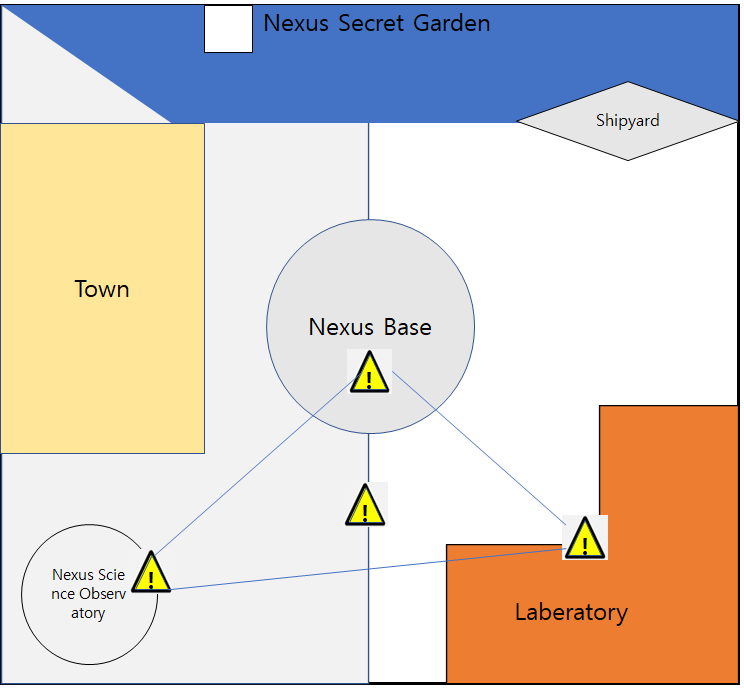 Nexus Secret Garden
Shipyard
Town
Nexus Base
!
!
!
!
Nexus Scie
nce Observ
atory
Laberatory